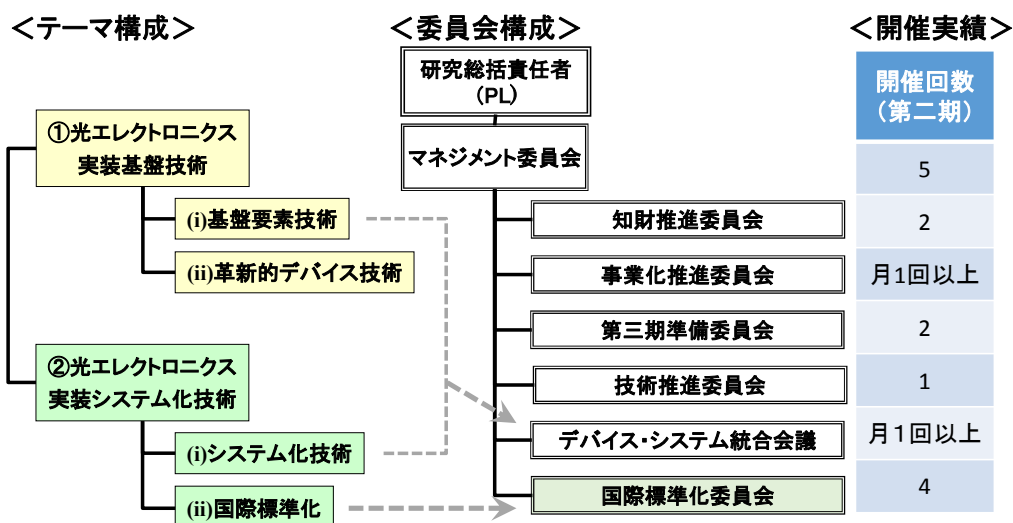 ＜テーマ構成＞
①光エレクトロニクス
実装基盤技術
(i)基盤要素技術
(ii)革新的デバイス技術
②光エレクトロニクス
実装システム化技術
(i)システム化技術
(ii)国際標準化
＜委員会構成＞
研究総括責任者
(PL)
マネジメント委員会
知財推進委員会
事業化推進委員会
第三期準備委員会
技術推進委員会
デバイス・システム統合会議
国際標準化委員会
＜開催実績＞
開催回数
（第二期）
5
2
月1回以上
2
1
月１回以上
4